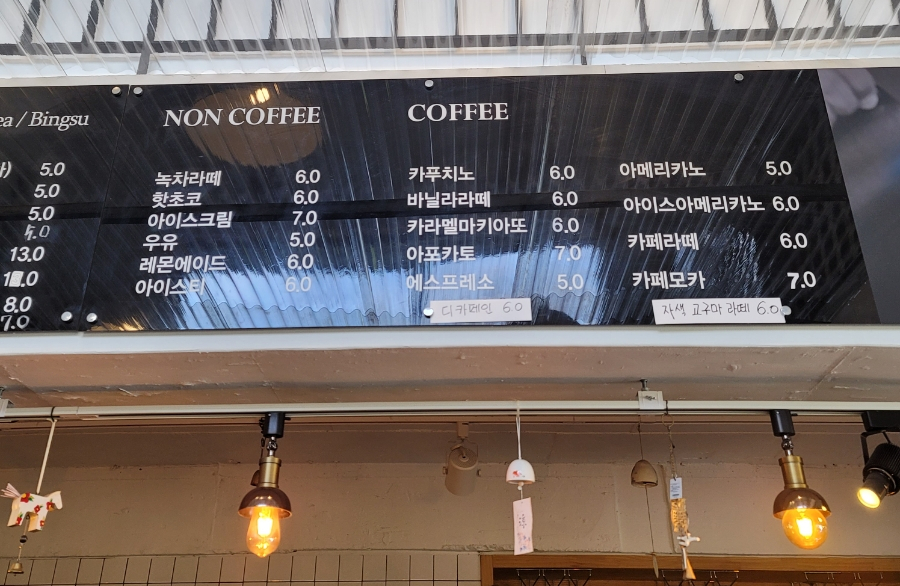 ea / Bingsu
5.0
5.0
5.0
13.0
8.0
7.0
NON COFFEE
녹차라떼 6.0
핫초코 6.0
아이스크림 7.0
우유 5.0
레몬에이드 6.0
아이스티 6.0
COFFEE
카푸치노 6.0
바닐라라떼 6.0
카라멜마키아또 6.0
아포카토 7.0
에스프레소 5.0
디카페인 6.0
아메리카노 5.0
아이스아메리카노 6.0
카페라떼 6.0
카페모카 7.0
자색 고구마 라떼 6.0